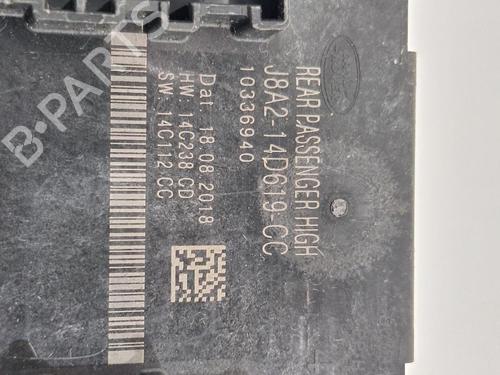 REAR PASSENGER HIGH
J8A2-14D619-CC
10336940
Dat: 18.08.2018
HW: 14C238 CD
SW: 14C112 CC
B-PARTS